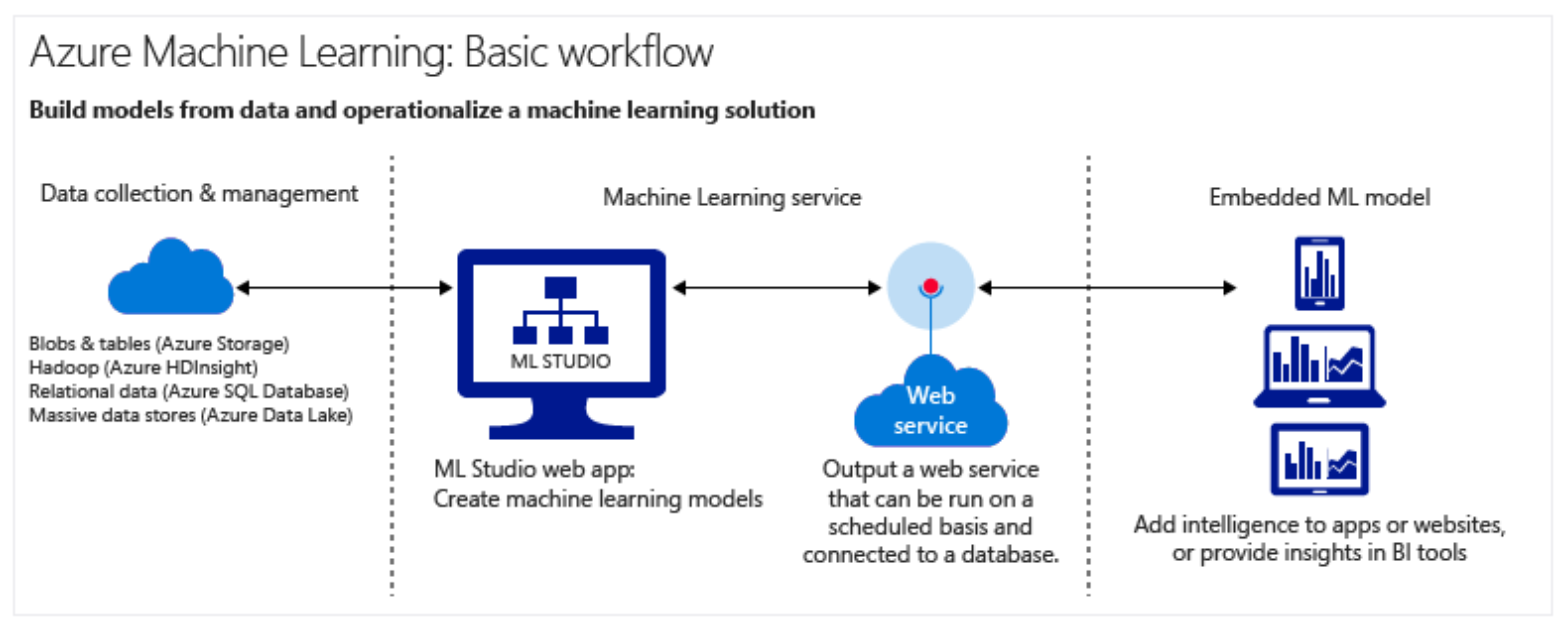 Azure Machine Learning: Basic workflow
Build models from data and operationalize a machine learning solution
Data collection & management
Blobs & tables (Azure Storage)
Hadoop (Azure HDInsight)
Relational data (Azure SQL Database)
Massive data stores (Azure Data Lake)
Machine Learning service
ML STUDIO
ML Studio web app:
Create machine learning models
Web
service
Output a web service
that can be run on a
scheduled basis and
connected to a database.
Embedded ML model
Add intelligence to apps or websites,
or provide insights in BI tools